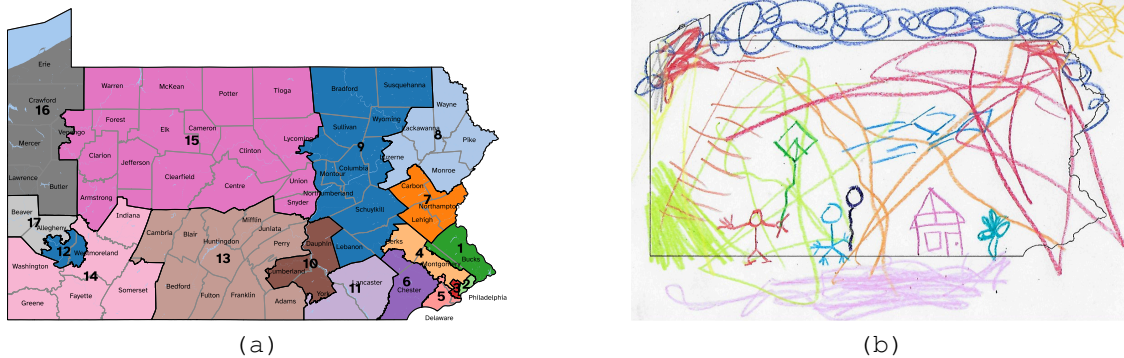 Erie
Warren
McKean
Potter
Tioga
Bradford
Susquehanna
Wayne
Crawford
16
Forest
Venango
Elk
Cameron
15
Lycoming
Sullivan
Wyoming
Lackawanna
8
Pike
Mercer
Clarion
Jefferson
Clinton
9
Luzerne
Columbia
Monroe
Lawrence
Butler
Clearfield
Centre
Union
Montour
Northumberland
Snyder
Carbon
7
Northampton
Armstrong
Indiana
Schuylkill
Lehigh
Beaver
17
Allegheny
12
Westmoreland
Cambria
Blair
Huntingdon
Mifflin
Juniata
Perry
Dauphin
Lebanon
Berks
4
1
Bucks
Washington
14
13
Cumberland
10
Montgomery
Greene
Fayette
Somerset
Bedford
Fulton
Franklin
Adams
York
Lancaster
11
6
Chester
5
3
2
Philadelphia
Delaware
(a)
(b)